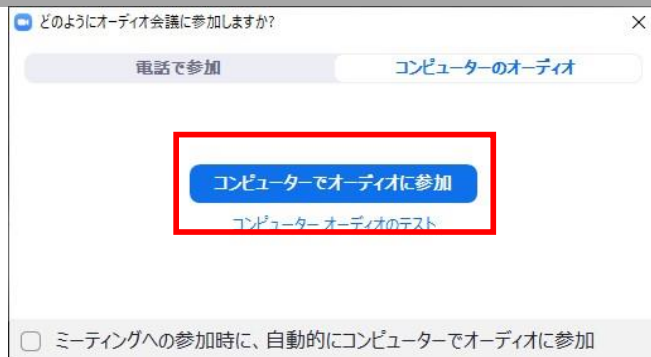 どのようにオーディオ会議に参加しますか?
電話で参加
コンピューターのオーディオ
コンピューターでオーディオに参加
コンピューター オーディオのテスト
ミーティングへの参加時に、自動的にコンピューターでオーディオに参加